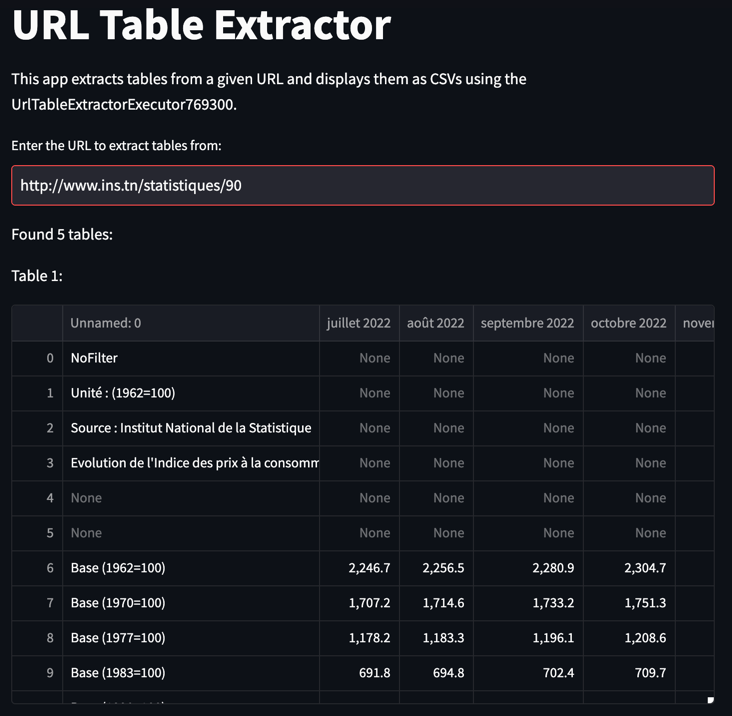 URL Table Extractor
This app extracts tables from a given URL and displays them as CSVs using the
UrlTableExtractorExecutor769300.
Enter the URL to extract tables from:
http://www.ins.tn/statistiques/90
Found 5 tables:
Table 1:
Unnamed: 0 juillet 2022 août 2022 septembre 2022 octobre 2022 nover
0 NoFilter None None None None
1 Unité : (1962=100) None None None None
2 Source : Institut National de la Statistique None None None None
3 Evolution de l'Indice des prix à la consomm None None None None
4 None None None None None
5 None None None None None
6 Base (1962=100) 2,246.7 2,256.5 2,280.9 2,304.7
7 Base (1970=100) 1,707.2 1,714.6 1,733.2 1,751.3
8 Base (1977=100) 1,178.2 1,183.3 1,196.1 1,208.6
9 Base (1983=100) 691.8 694.8 702.4 709.7